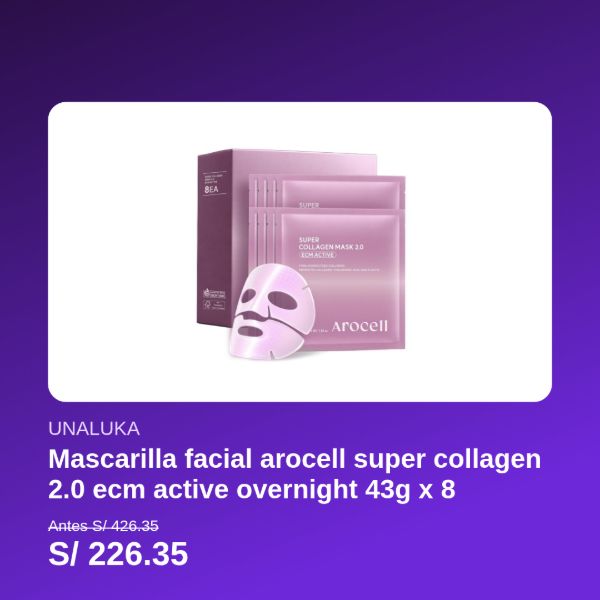 8EA
SUPER
SUPER
COLLAGEN MASK 2.0
ECM ACTIVE
Arocell
UNALUKA
Mascarilla facial arocell super collagen
2.0 ecm active overnight 43g x 8
Antes S/ 426.35
S/ 226.35